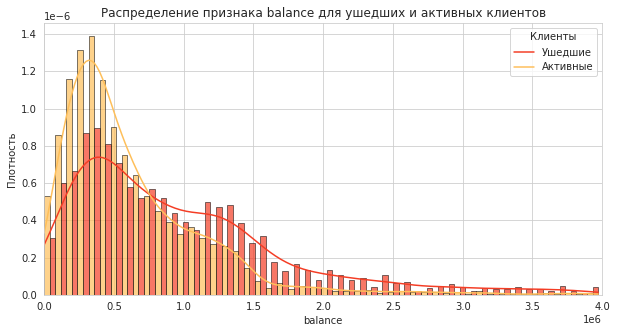 Распределение признака balance для ушедших и активных клиентов
1e−6
Клиенты
Ушедшие
Активные
Плотность
1.4
1.2
1.0
0.8
0.6
0.4
0.2
0.0
0.0 0.5 1.0 1.5 2.0 2.5 3.0 3.5 4.0
balance
1e6